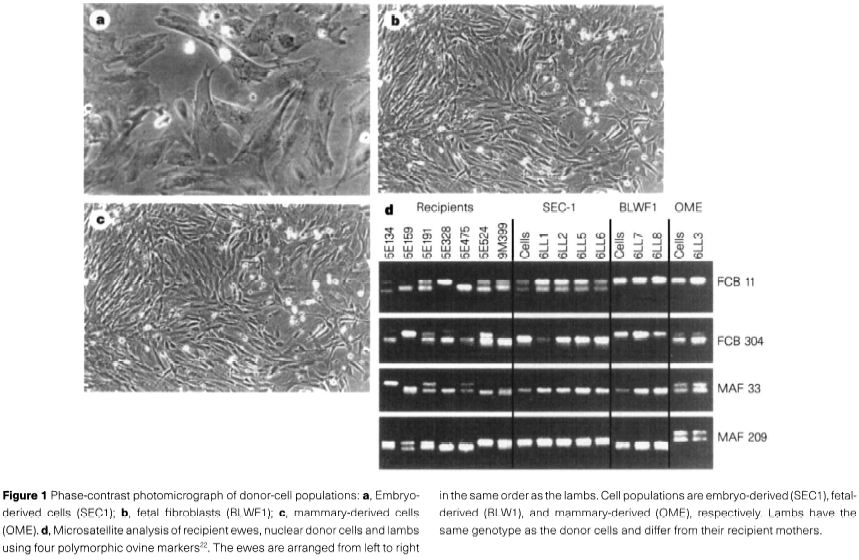 a
b
c
d
Recipients
SEC-1
BLWF1
OME
5E134
5E159
5E191
5E328
5E475
5E524
9M399
Cells
6LL1
6LL2
6LL5
6LL6
Cells
6LL7
6LL8
Cells
6LL3
FCB 11
FCB 304
MAF 33
MAF 209
Figure 1 Phase-contrast photomicrograph of donor-cell populations: a, Embryo-
derived cells (SEC1); b, fetal fibroblasts (BLWF1); c, mammary-derived cells
(OME). d, Microsatellite analysis of recipient ewes, nuclear donor cells and lambs
using four polymorphic ovine markers22. The ewes are arranged from left to right
in the same order as the lambs. Cell populations are embryo-derived (SEC1), fetal-
derived (BLW1), and mammary-derived (OME), respectively. Lambs have the
same genotype as the donor cells and differ from their recipient mothers.